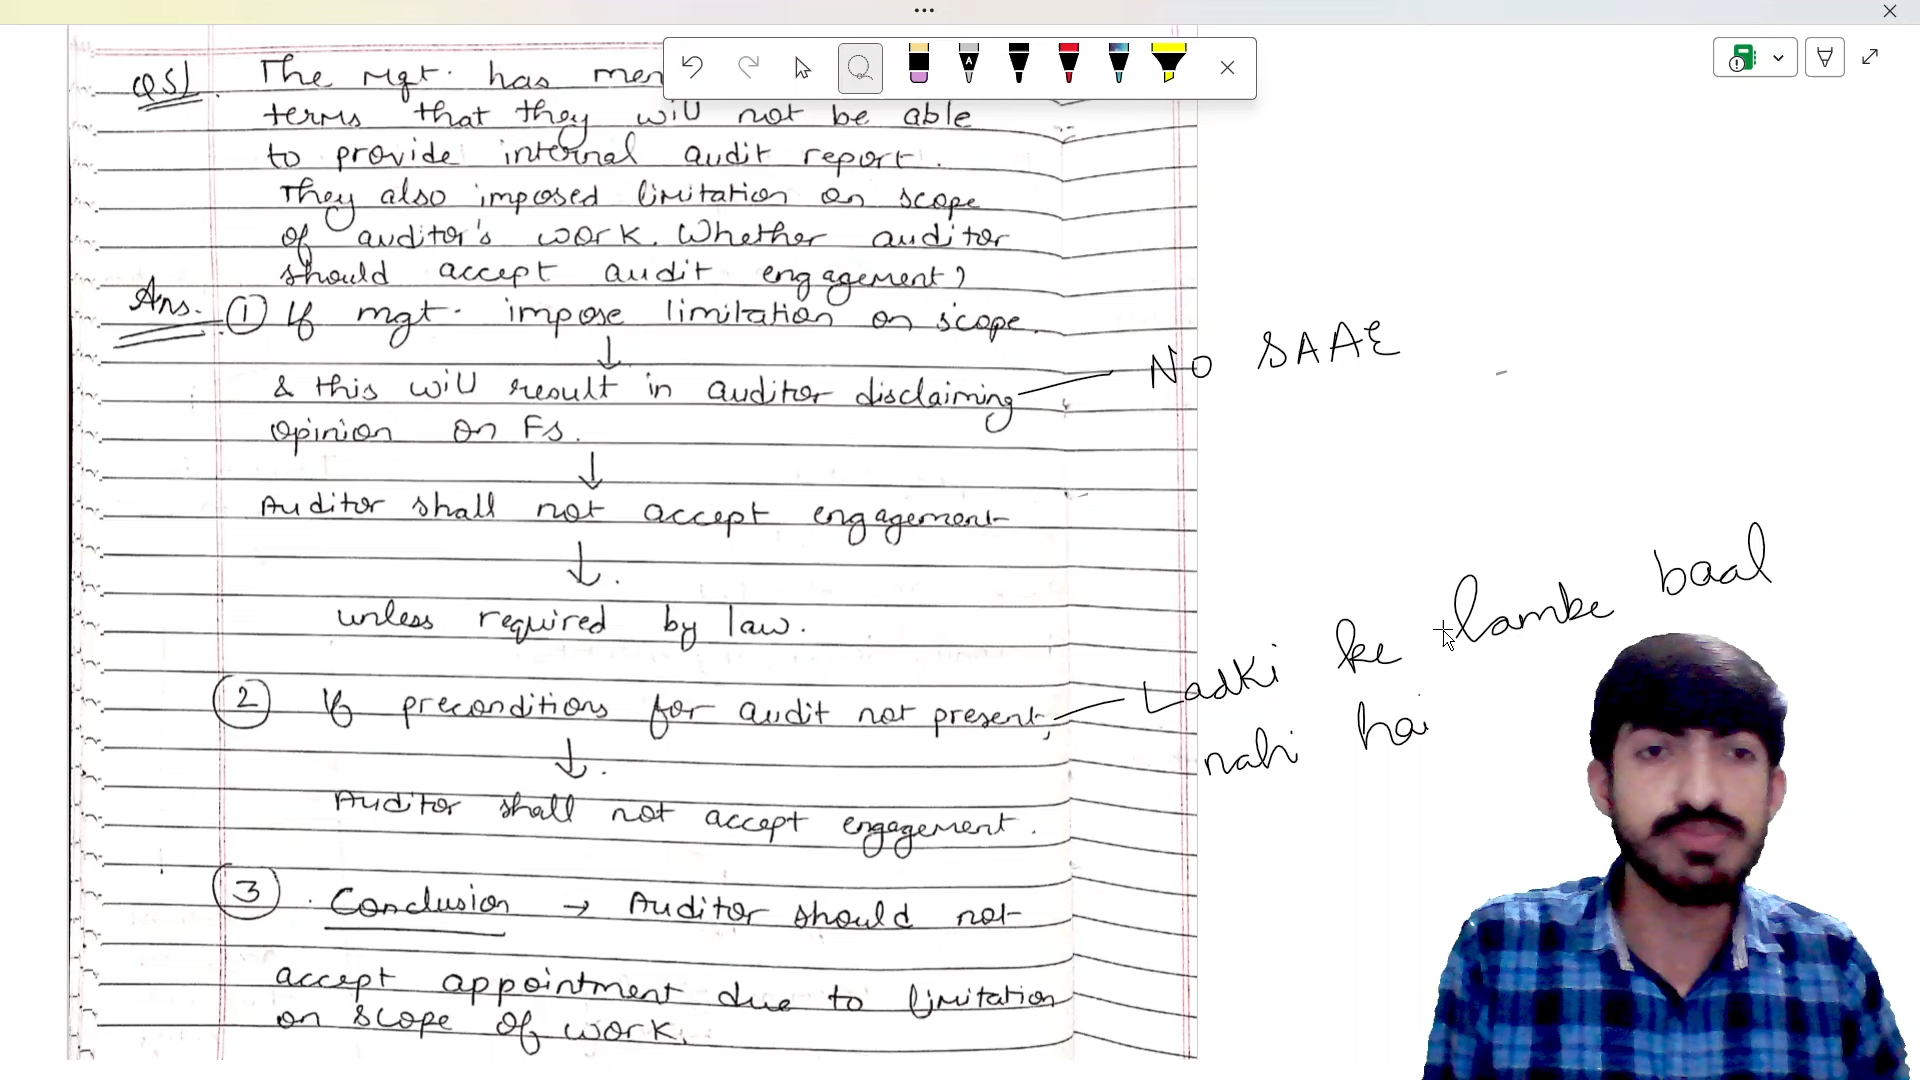 Q5) The Mgt. has men
terms that they will not be able
to provide internal audit report.
They also imposed limitation on scope
of auditor's work. Whether auditor
should accept audit engagement?
Ans. ① If mgt. impose limitation on scope.
↓
& this will result in auditor disclaiming
opinion on FS.
↓
Auditor shall not accept engagement
↓
unless required by law.
② If preconditions for audit not present,
↓
Auditor shall not accept engagement.
③ Conclusion → Auditor should not
accept appointment due to limitation
on scope of work.
NO SAAE
Ladki ke lambe baal
nahi hai